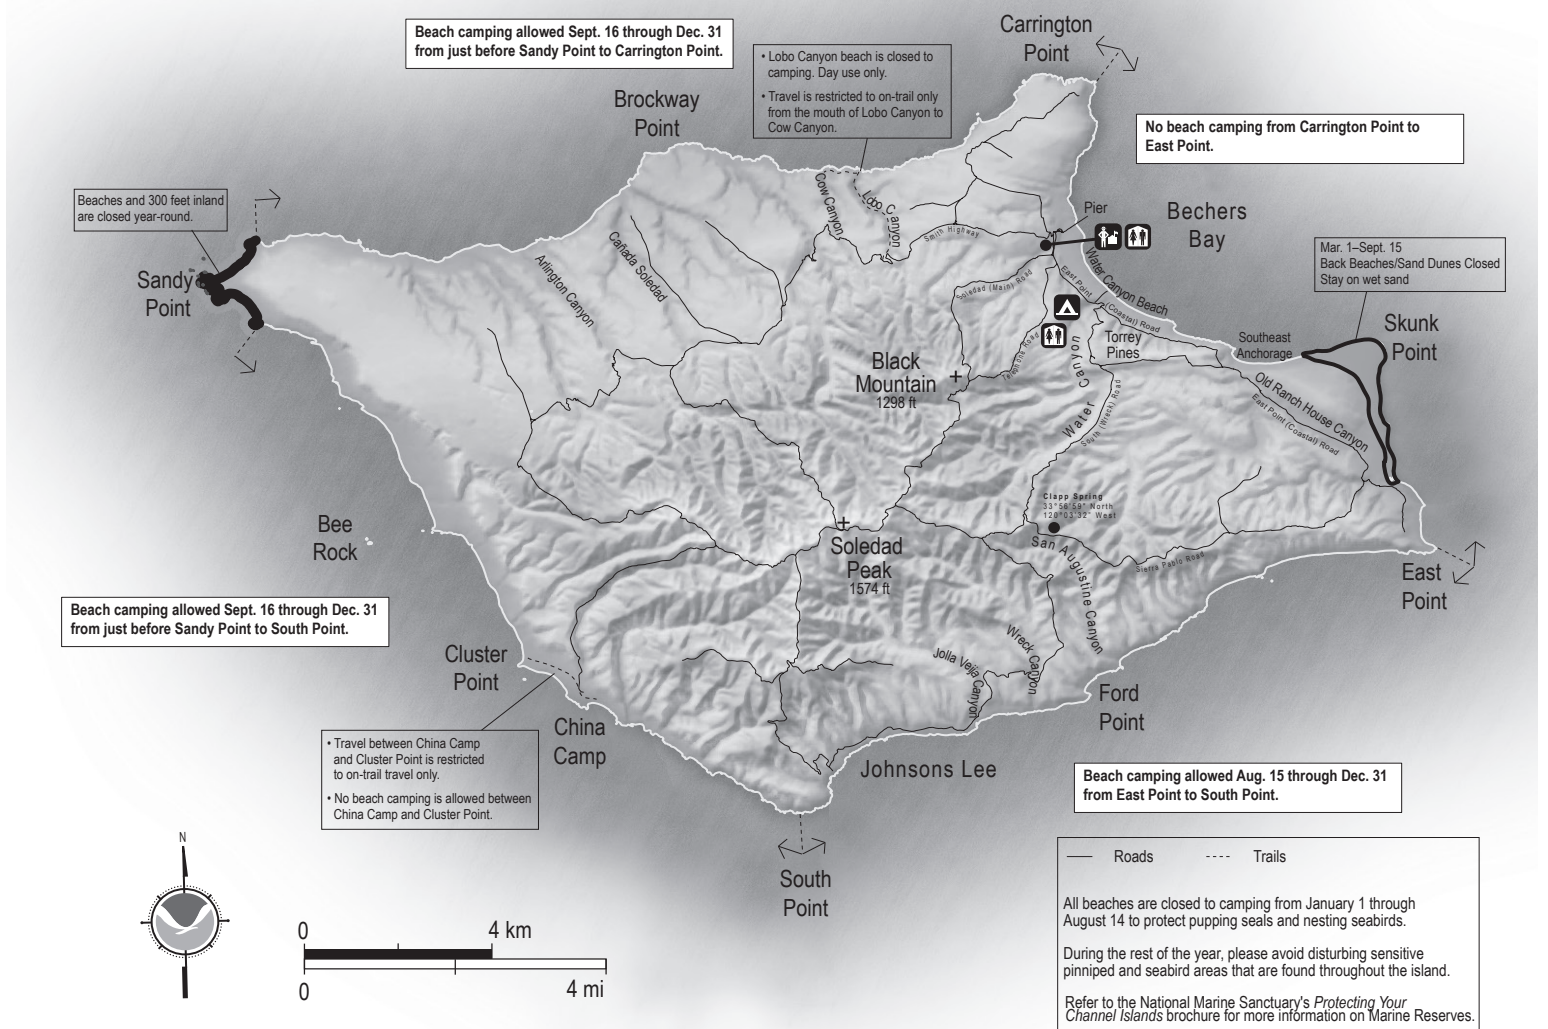 Carrington
Point
Beach camping allowed Sept. 16 through Dec. 31
from just before Sandy Point to Carrington Point.
• Lobo Canyon beach is closed to
camping. Day use only.
• Travel is restricted to on-trail only
from the mouth of Lobo Canyon to
Cow Canyon.
Brockway
Point
No beach camping from Carrington Point to
East Point.
Beaches and 300 feet inland
are closed year-round.
Cow Canyon
Lobo Canyon
Pier
Bechers
Bay
Smith Highway
Cañada Soledad
Arlington Canyon
Mar. 1–Sept. 15
Back Beaches/Sand Dunes Closed
Stay on wet sand
Sandy
Point
Soledad (Main) Road
East Point (Coastal) Road
Water Canyon Beach
Telephone Road
Torrey
Pines
Southeast
Anchorage
Skunk
Point
Black
Mountain
1298 ft
Water Canyon
South (Wreck) Road
Old Ranch House Canyon
East Point (Coastal) Road
Clapp Spring
33°56'59" North
120°03'32" West
Bee
Rock
Soledad
Peak
1574 ft
San Augustine Canyon
Sierra Pablo Road
East
Point
Beach camping allowed Sept. 16 through Dec. 31
from just before Sandy Point to South Point.
Cluster
Point
Jolla Vieja Canyon
Wreck Canyon
Ford
Point
China
Camp
• Travel between China Camp
and Cluster Point is restricted
to on-trail travel only.
• No beach camping is allowed between
China Camp and Cluster Point.
Johnsons Lee
Beach camping allowed Aug. 15 through Dec. 31
from East Point to South Point.
South
Point
N
0 4 km
0 4 mi
Roads Trails
All beaches are closed to camping from January 1 through
August 14 to protect pupping seals and nesting seabirds.
During the rest of the year, please avoid disturbing sensitive
pinniped and seabird areas that are found throughout the island.
Refer to the National Marine Sanctuary's Protecting Your
Channel Islands brochure for more information on Marine Reserves.